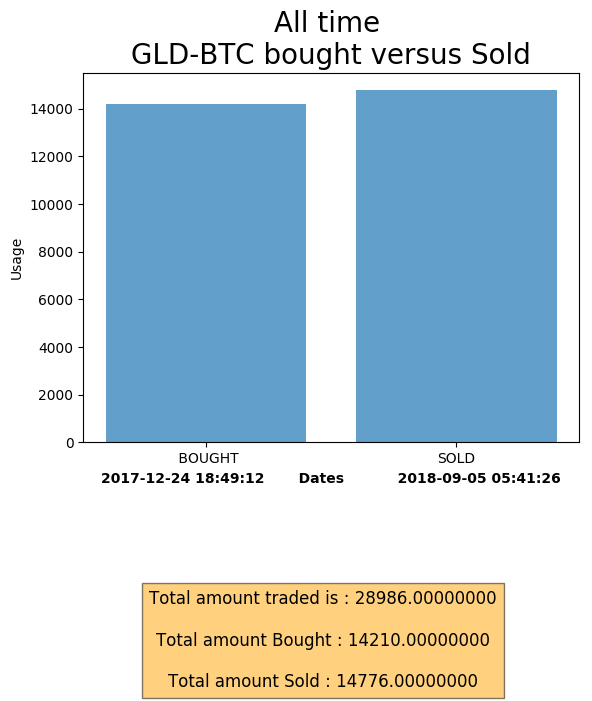 All time
GLD-BTC bought versus Sold
14000
12000
10000
8000
6000
4000
2000
0
Usage
BOUGHT SOLD
2017-12-24 18:49:12 Dates 2018-09-05 05:41:26
Total amount traded is : 28986.00000000
Total amount Bought : 14210.00000000
Total amount Sold : 14776.00000000